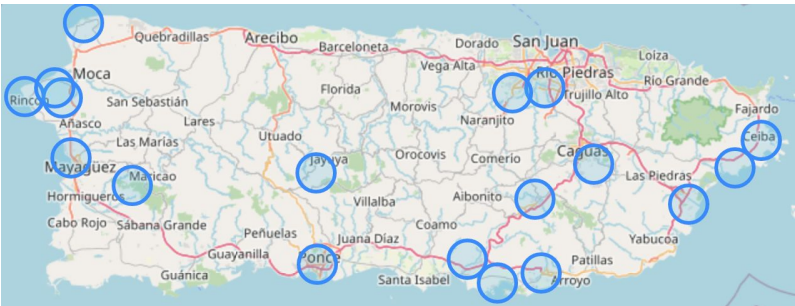 Quebradillas
Arecibo
Barceloneta
Dorado
San Juan
Vega Alta
Loíza
Moca
Río Piedras
Río Grande
Rincón
San Sebastián
Florida
Morovis
Trujillo Alto
Fajardo
Añasco
Lares
Naranjito
Ceiba
Utuado
Las Marías
Jayuya
Orocovis
Comerío
Caguas
Mayagüez
Maricao
Las Piedras
Hormigueros
Villalba
Aibonito
Cabo Rojo
Sábana Grande
Peñuelas
Coamo
Juana Díaz
Yabucoa
Guayanilla
Ponce
Patillas
Guánica
Santa Isabel
Arroyo